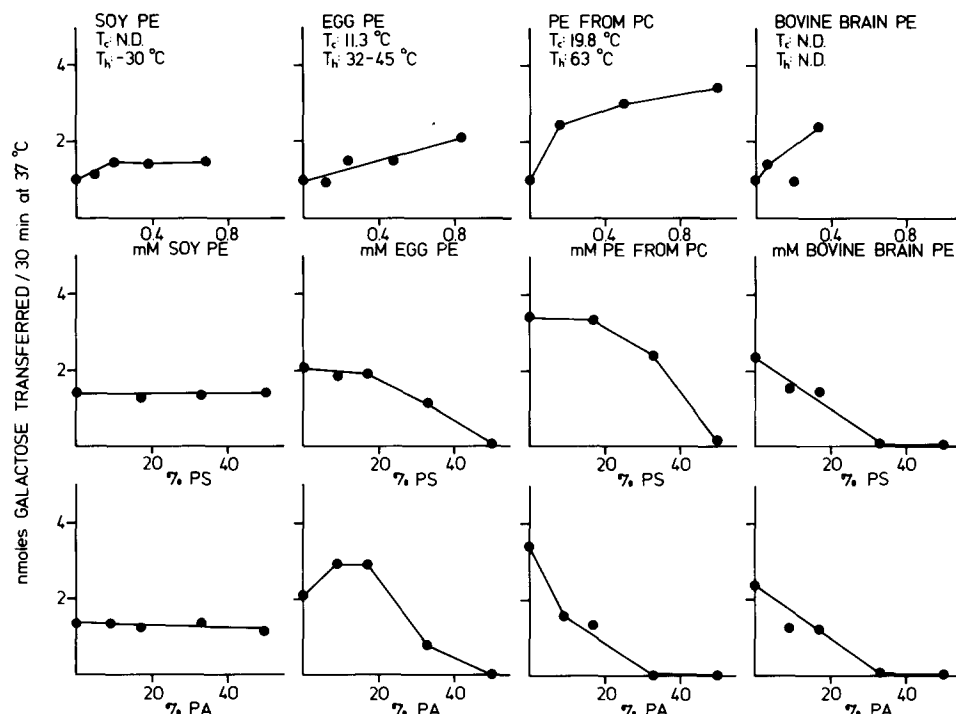 SOY PE
Tc: N.D.
Th: -30 °C
EGG PE
Tc: 11.3 °C
Th: 32-45 °C
PE FROM PC
Tc: 19.8 °C
Th: 63 °C
BOVINE BRAIN PE
Tc: N.D.
Th: N.D.
nmoles GALACTOSE TRANSFERRED / 30 min at 37 °C
4
2
0.4 0.8
0.4 0.8
0.4 0.8
0.4 0.8
mM SOY PE
mM EGG PE
mM PE FROM PC
mM BOVINE BRAIN PE
4
2
20 40
20 40
20 40
20 40
% PS
% PS
% PS
% PS
4
2
20 40
20 40
20 40
20 40
% PA
% PA
% PA
% PA